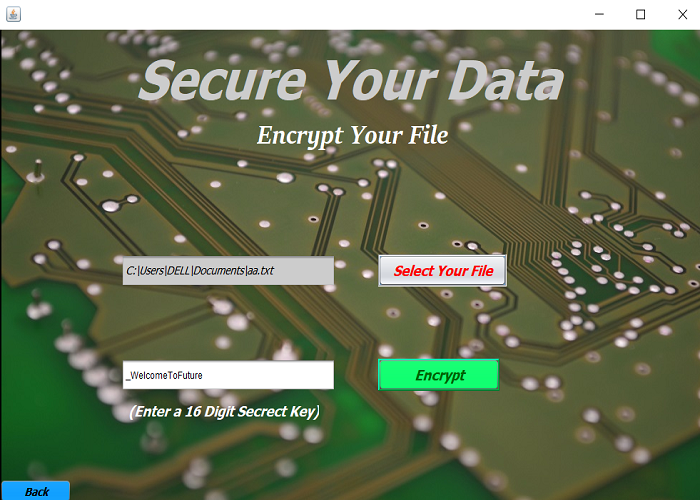 Secure Your Data
Encrypt Your File
C:\Users\DELL\Documents\aa.txt
Select Your File
_WelcomeToFuture
Encrypt
(Enter a 16 Digit Secrect Key)
Back